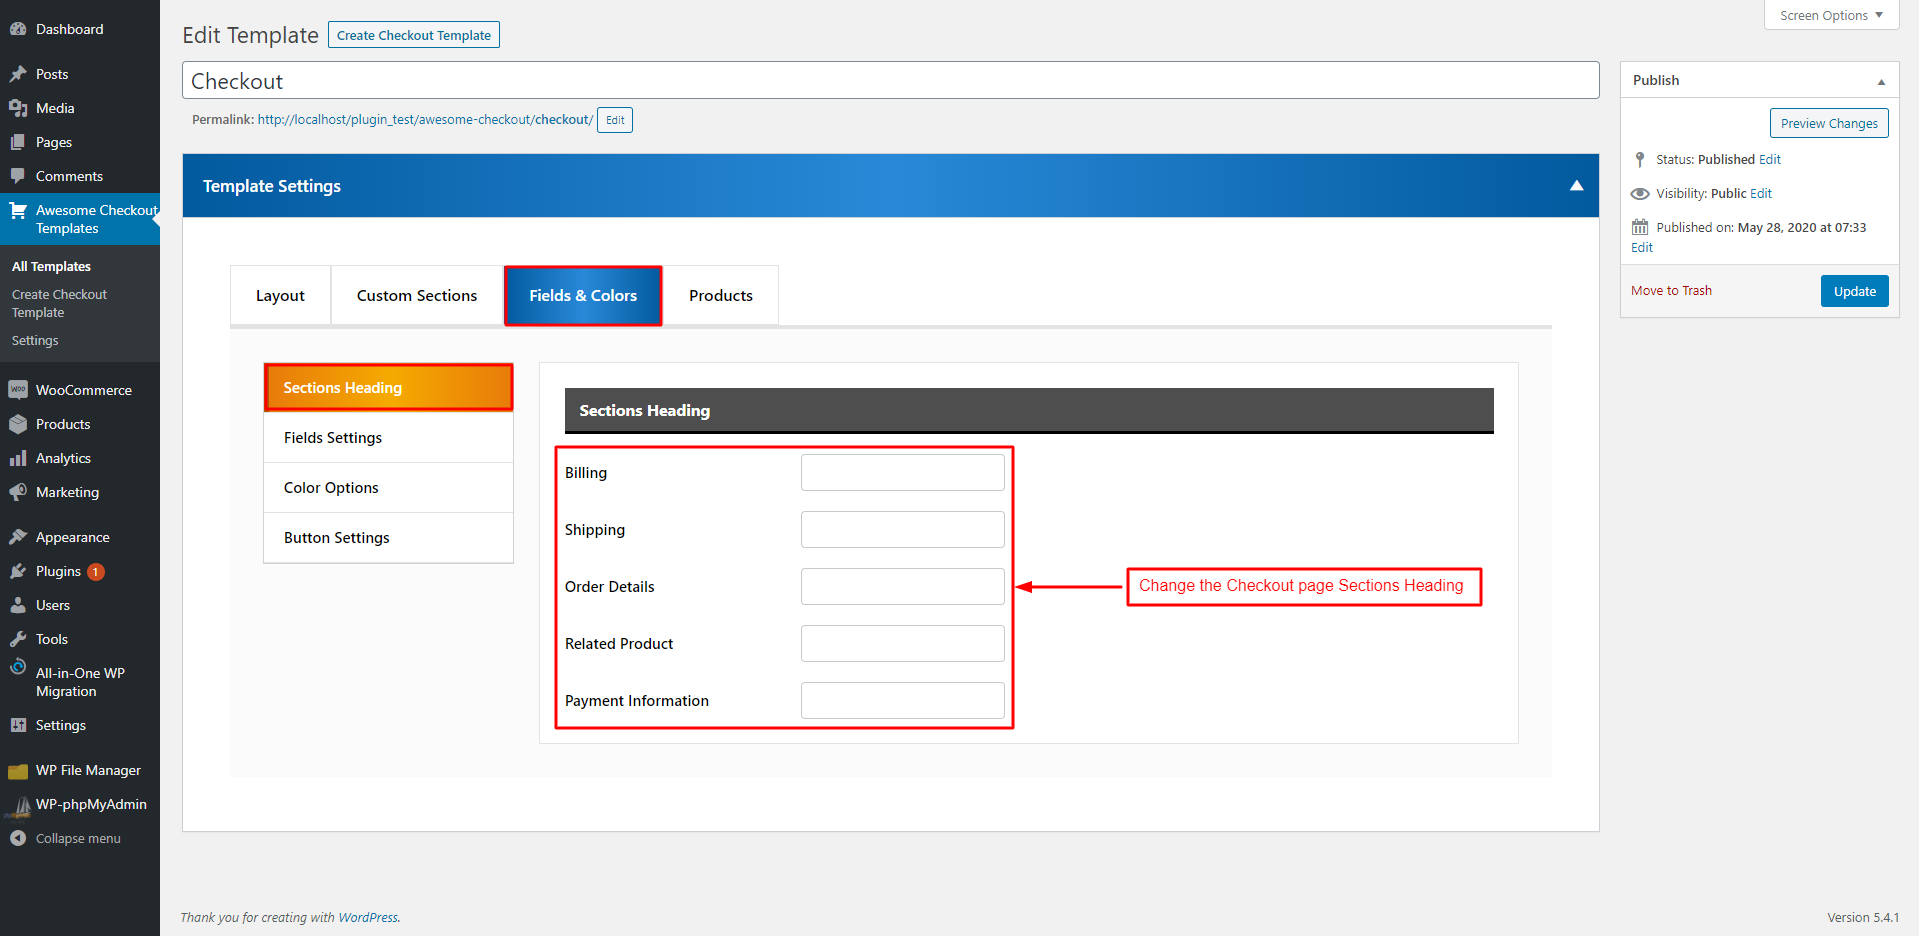 Dashboard
Posts
Media
Pages
Comments
Awesome Checkout
Templates
All Templates
Create Checkout
Template
Settings
WooCommerce
Products
Analytics
Marketing
Appearance
Plugins 1
Users
Tools
All-in-One WP
Migration
Settings
WP File Manager
WP-phpMyAdmin
Collapse menu
Screen Options
Edit Template Create Checkout Template
Checkout
Permalink: http://localhost/plugin_test/awesome-checkout/checkout/ Edit
Template Settings
Layout Custom Sections Fields & Colors Products
Sections Heading
Fields Settings
Color Options
Button Settings
Sections Heading
Billing
Shipping
Order Details
Related Product
Payment Information
Change the Checkout page Sections Heading
Publish
Preview Changes
Status: Published Edit
Visibility: Public Edit
Published on: May 28, 2020 at 07:33
Edit
Move to Trash Update
Thank you for creating with WordPress.
Version 5.4.1